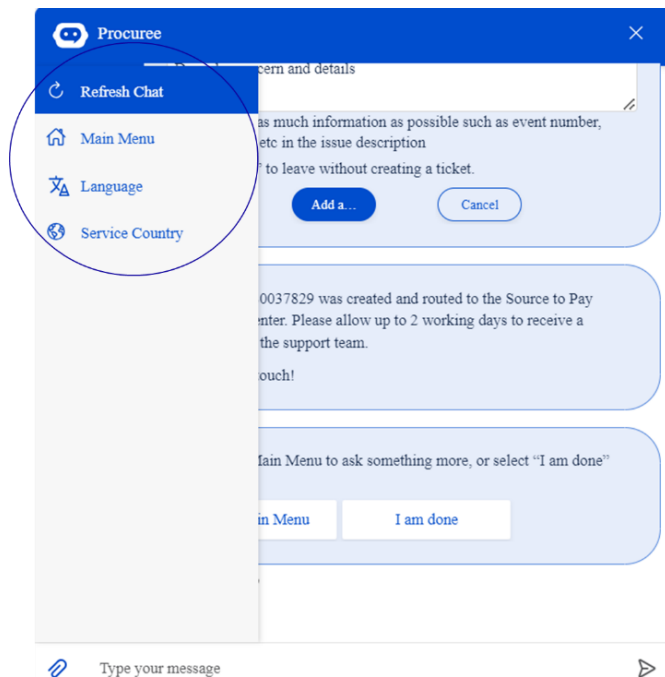 Procuree
Refresh Chat
Main Menu
Language
Service Country
cern and details
as much information as possible such as event number,
etc in the issue description
to leave without creating a ticket.
Add a...
Cancel
0037829 was created and routed to the Source to Pay
enter. Please allow up to 2 working days to receive a
the support team.
ouch!
Main Menu to ask something more, or select “I am done”
in Menu
I am done
Type your message